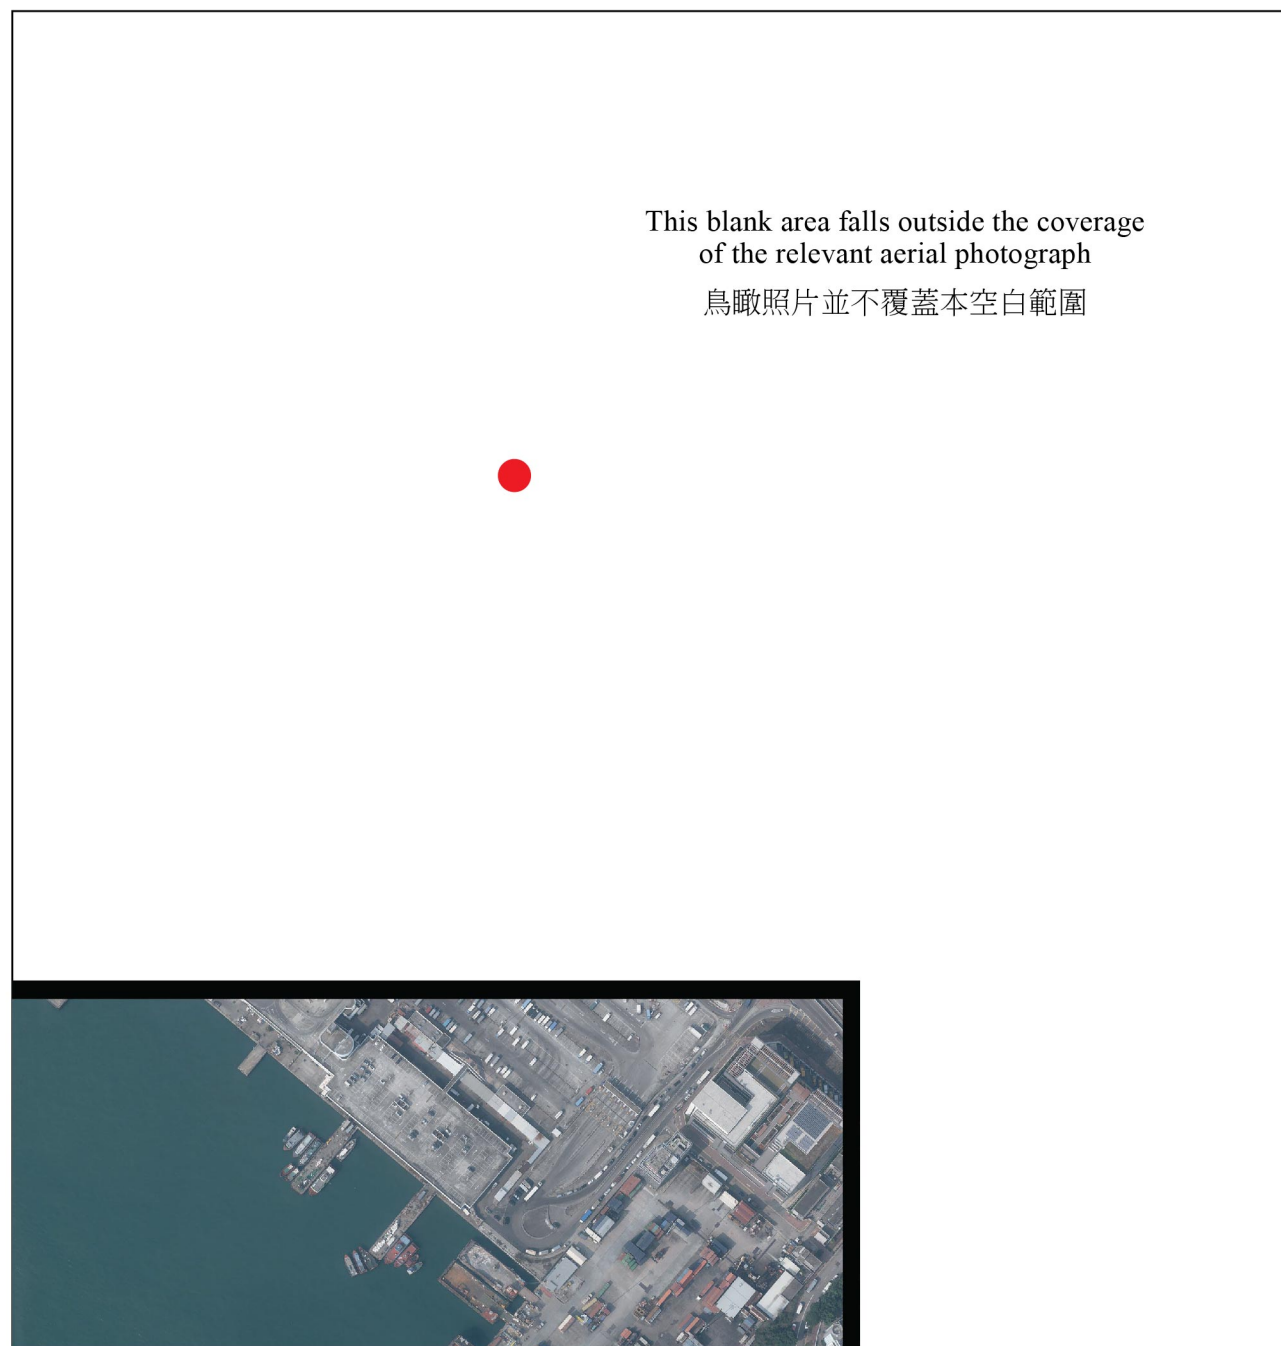 This blank area falls outside the coverage
of the relevant aerial photograph
鳥瞰照片並不覆蓋本空白範圍